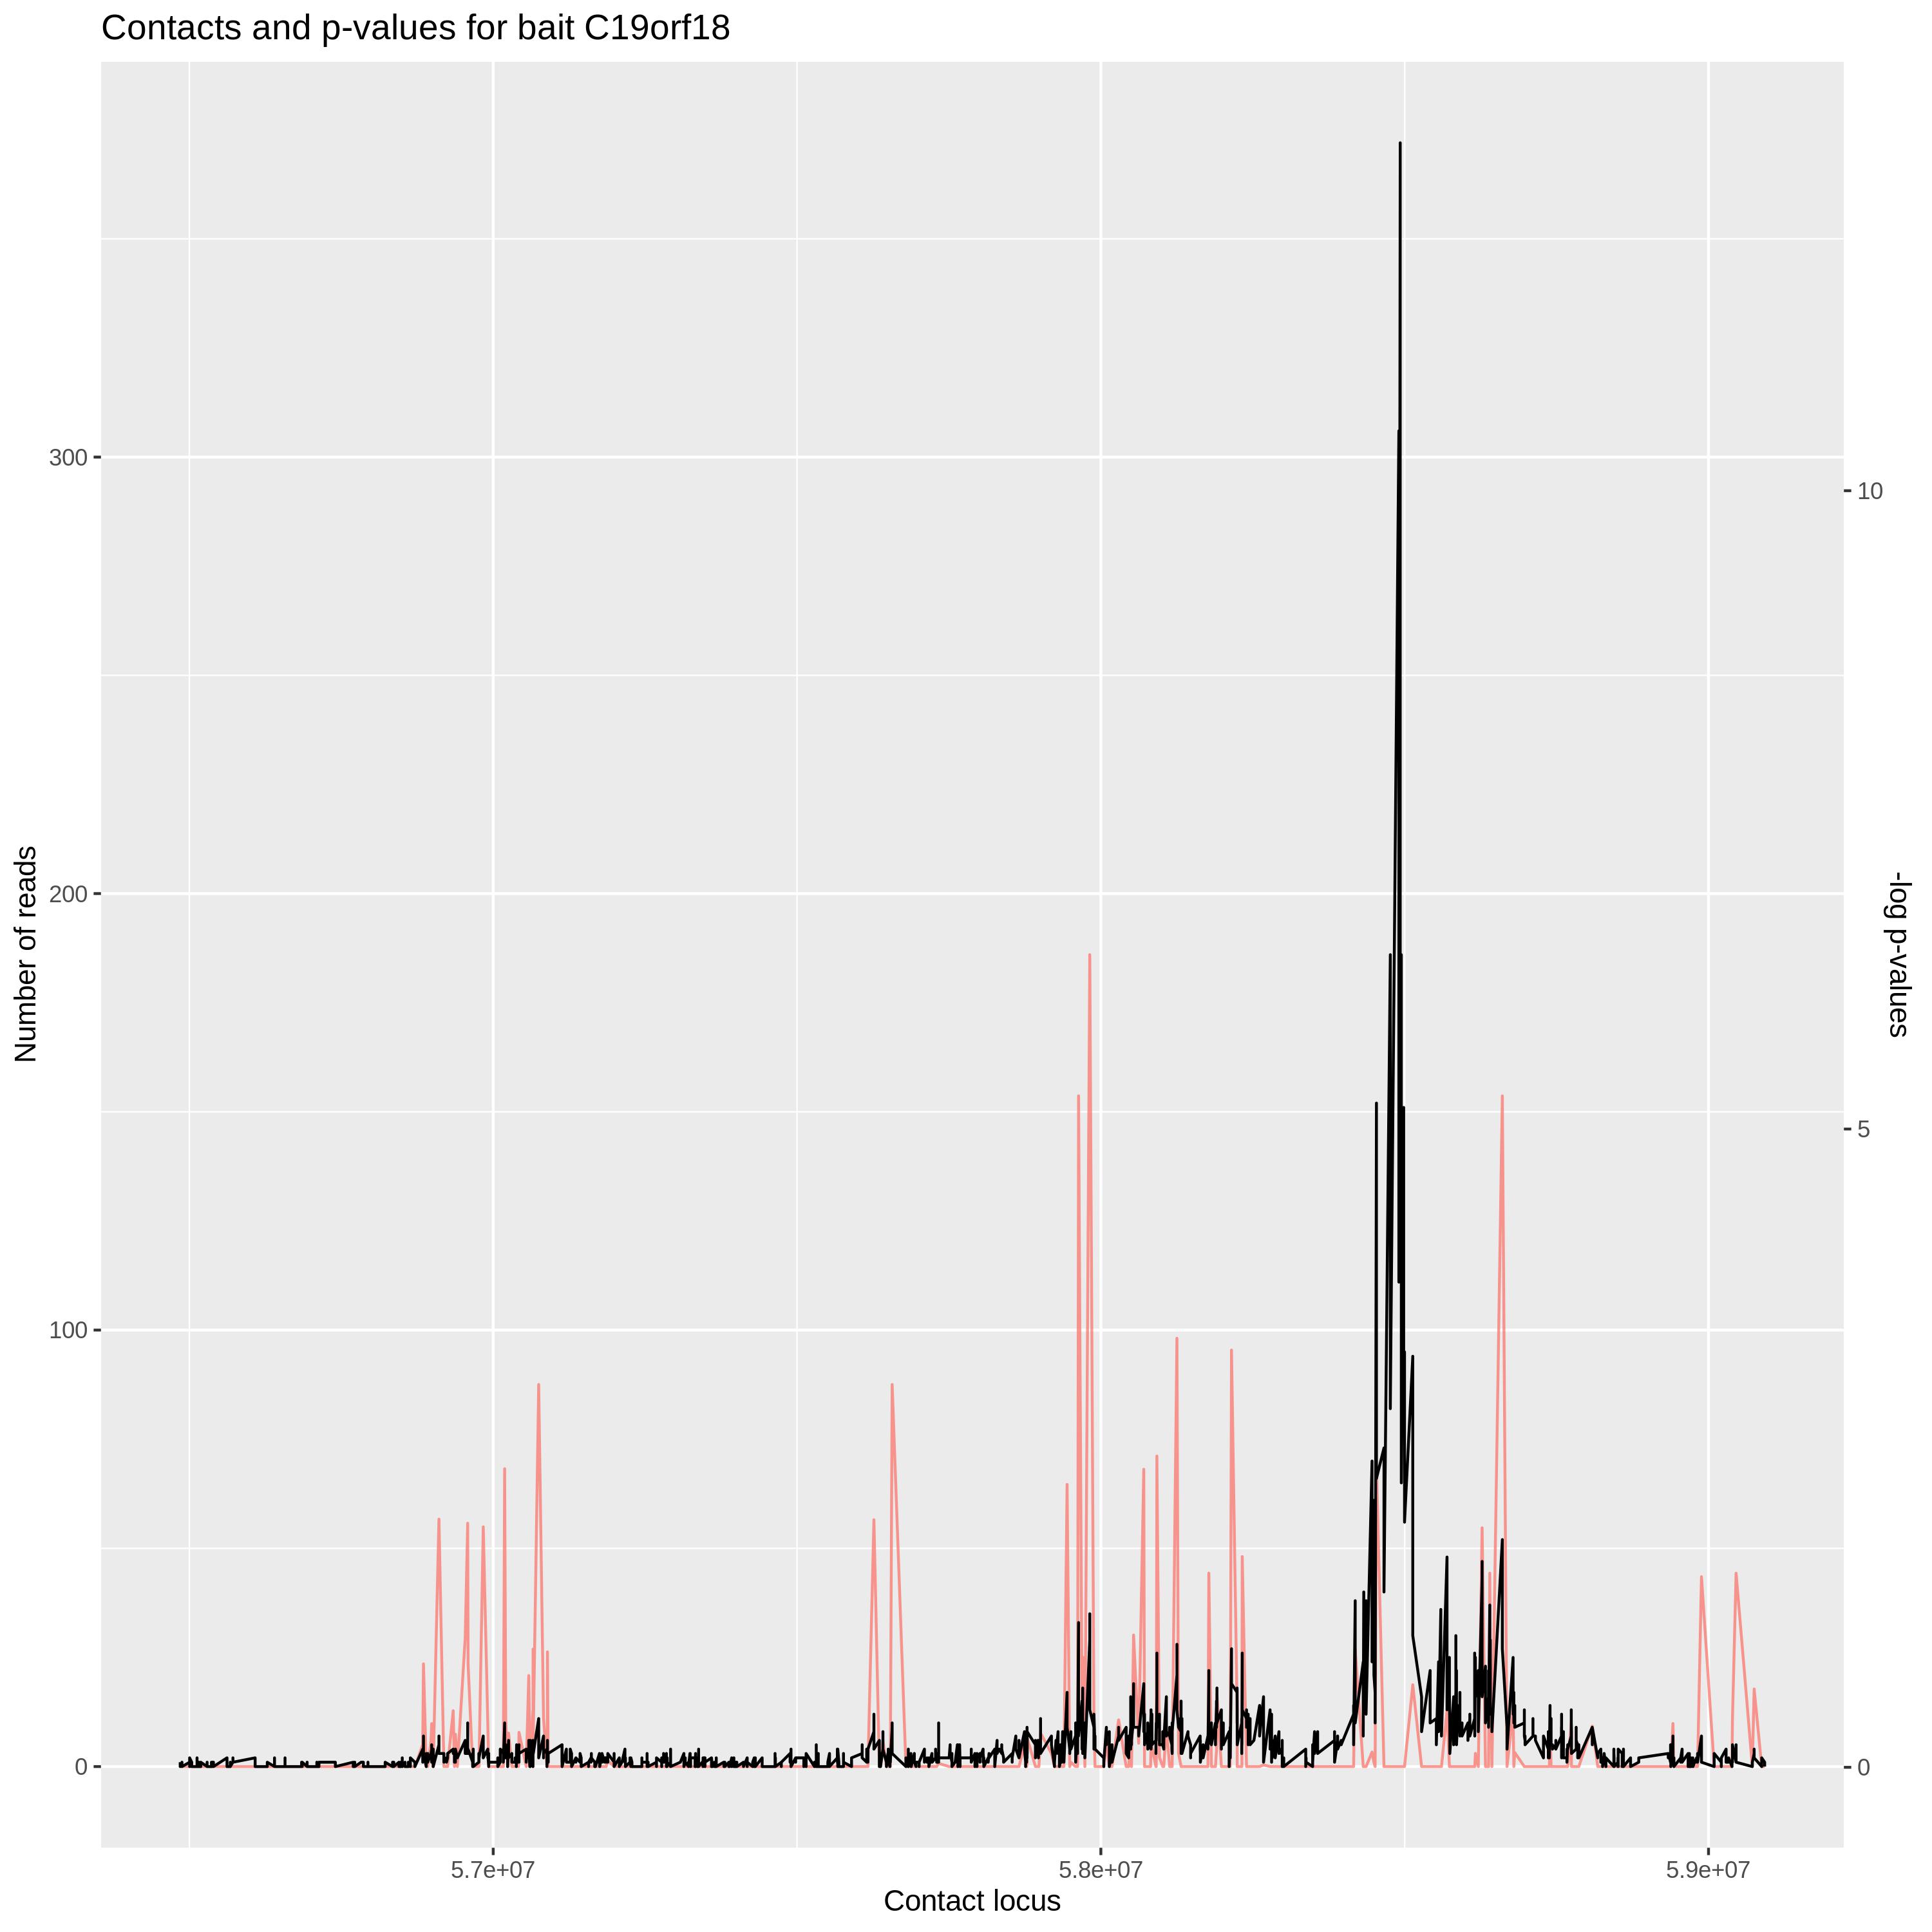 Contacts and p-values for bait C19orf18
Number of reads
300
200
100
0
10
5
0
-log p-values
5.7e+07
5.8e+07
5.9e+07
Contact locus